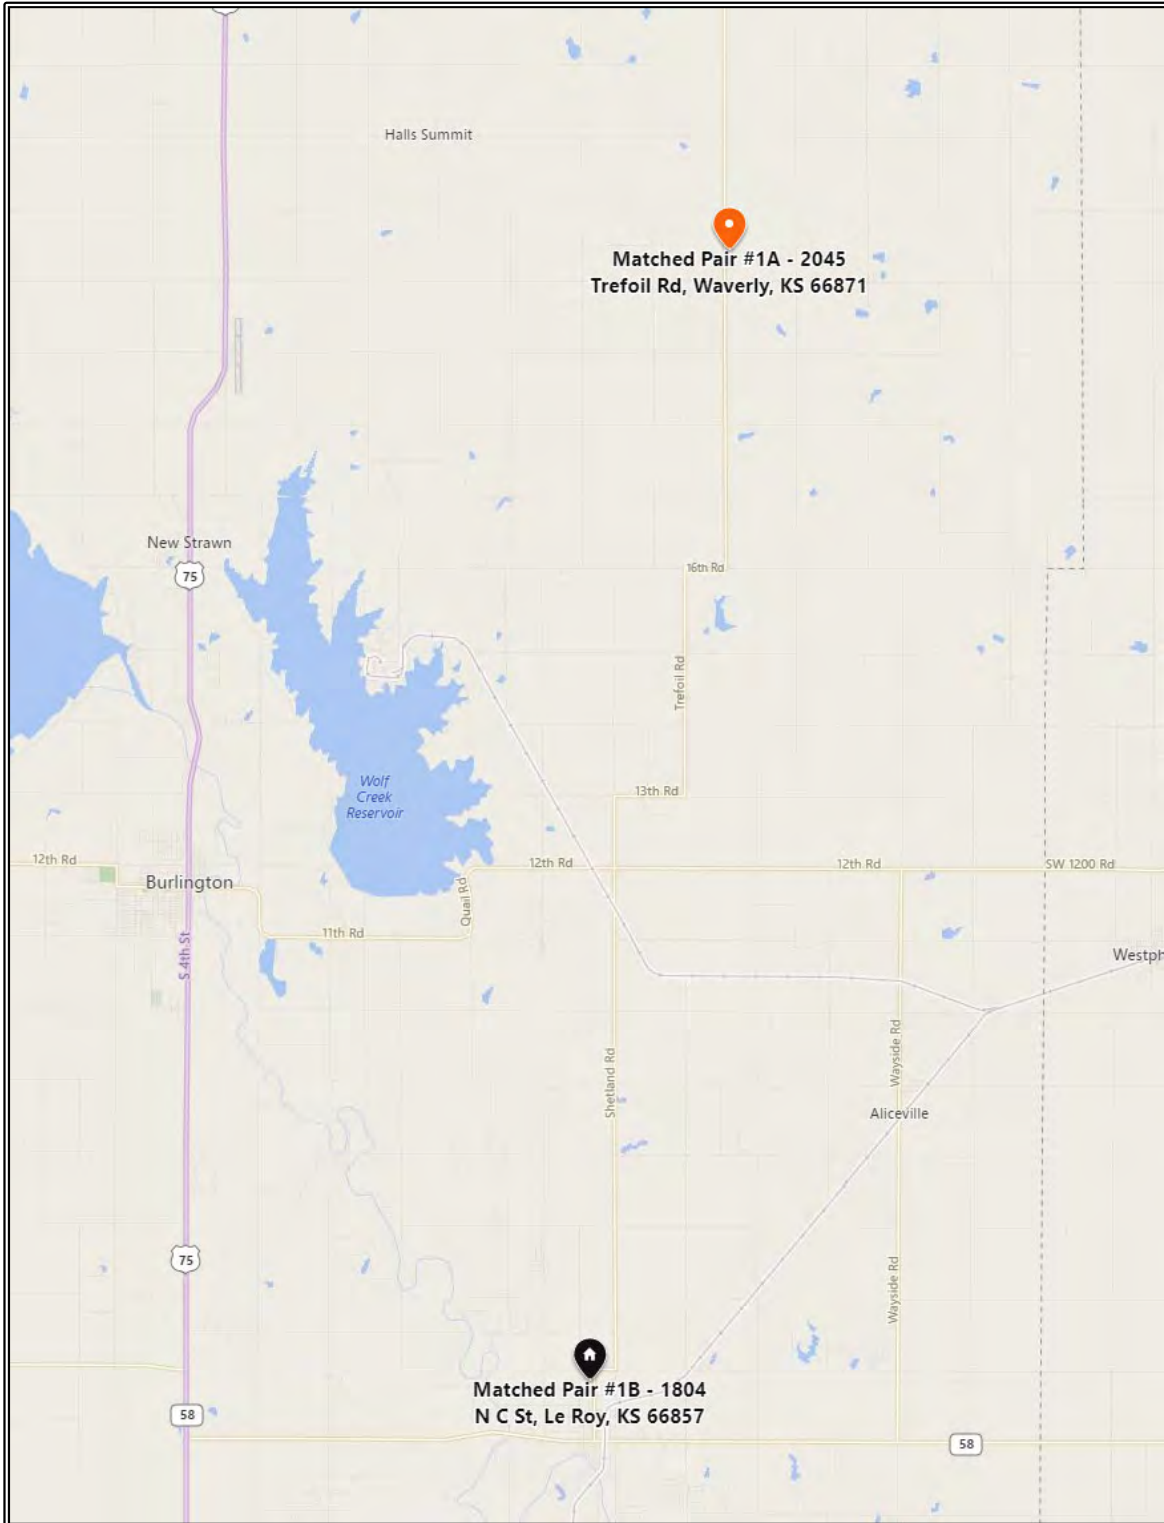 Halls Summit
Matched Pair #1A - 2045
Trefoil Rd, Waverly, KS 66871
New Strawn
75
16th Rd
Trefoil Rd
Wolf
Creek
Reservoir
13th Rd
12th Rd
12th Rd
12th Rd
SW 1200 Rd
Burlington
Quail Rd
11th Rd
S 4th St
Westph
Shetland Rd
Wayside Rd
Aliceville
75
Wayside Rd
Matched Pair #1B - 1804
N C St, Le Roy, KS 66857
58
58